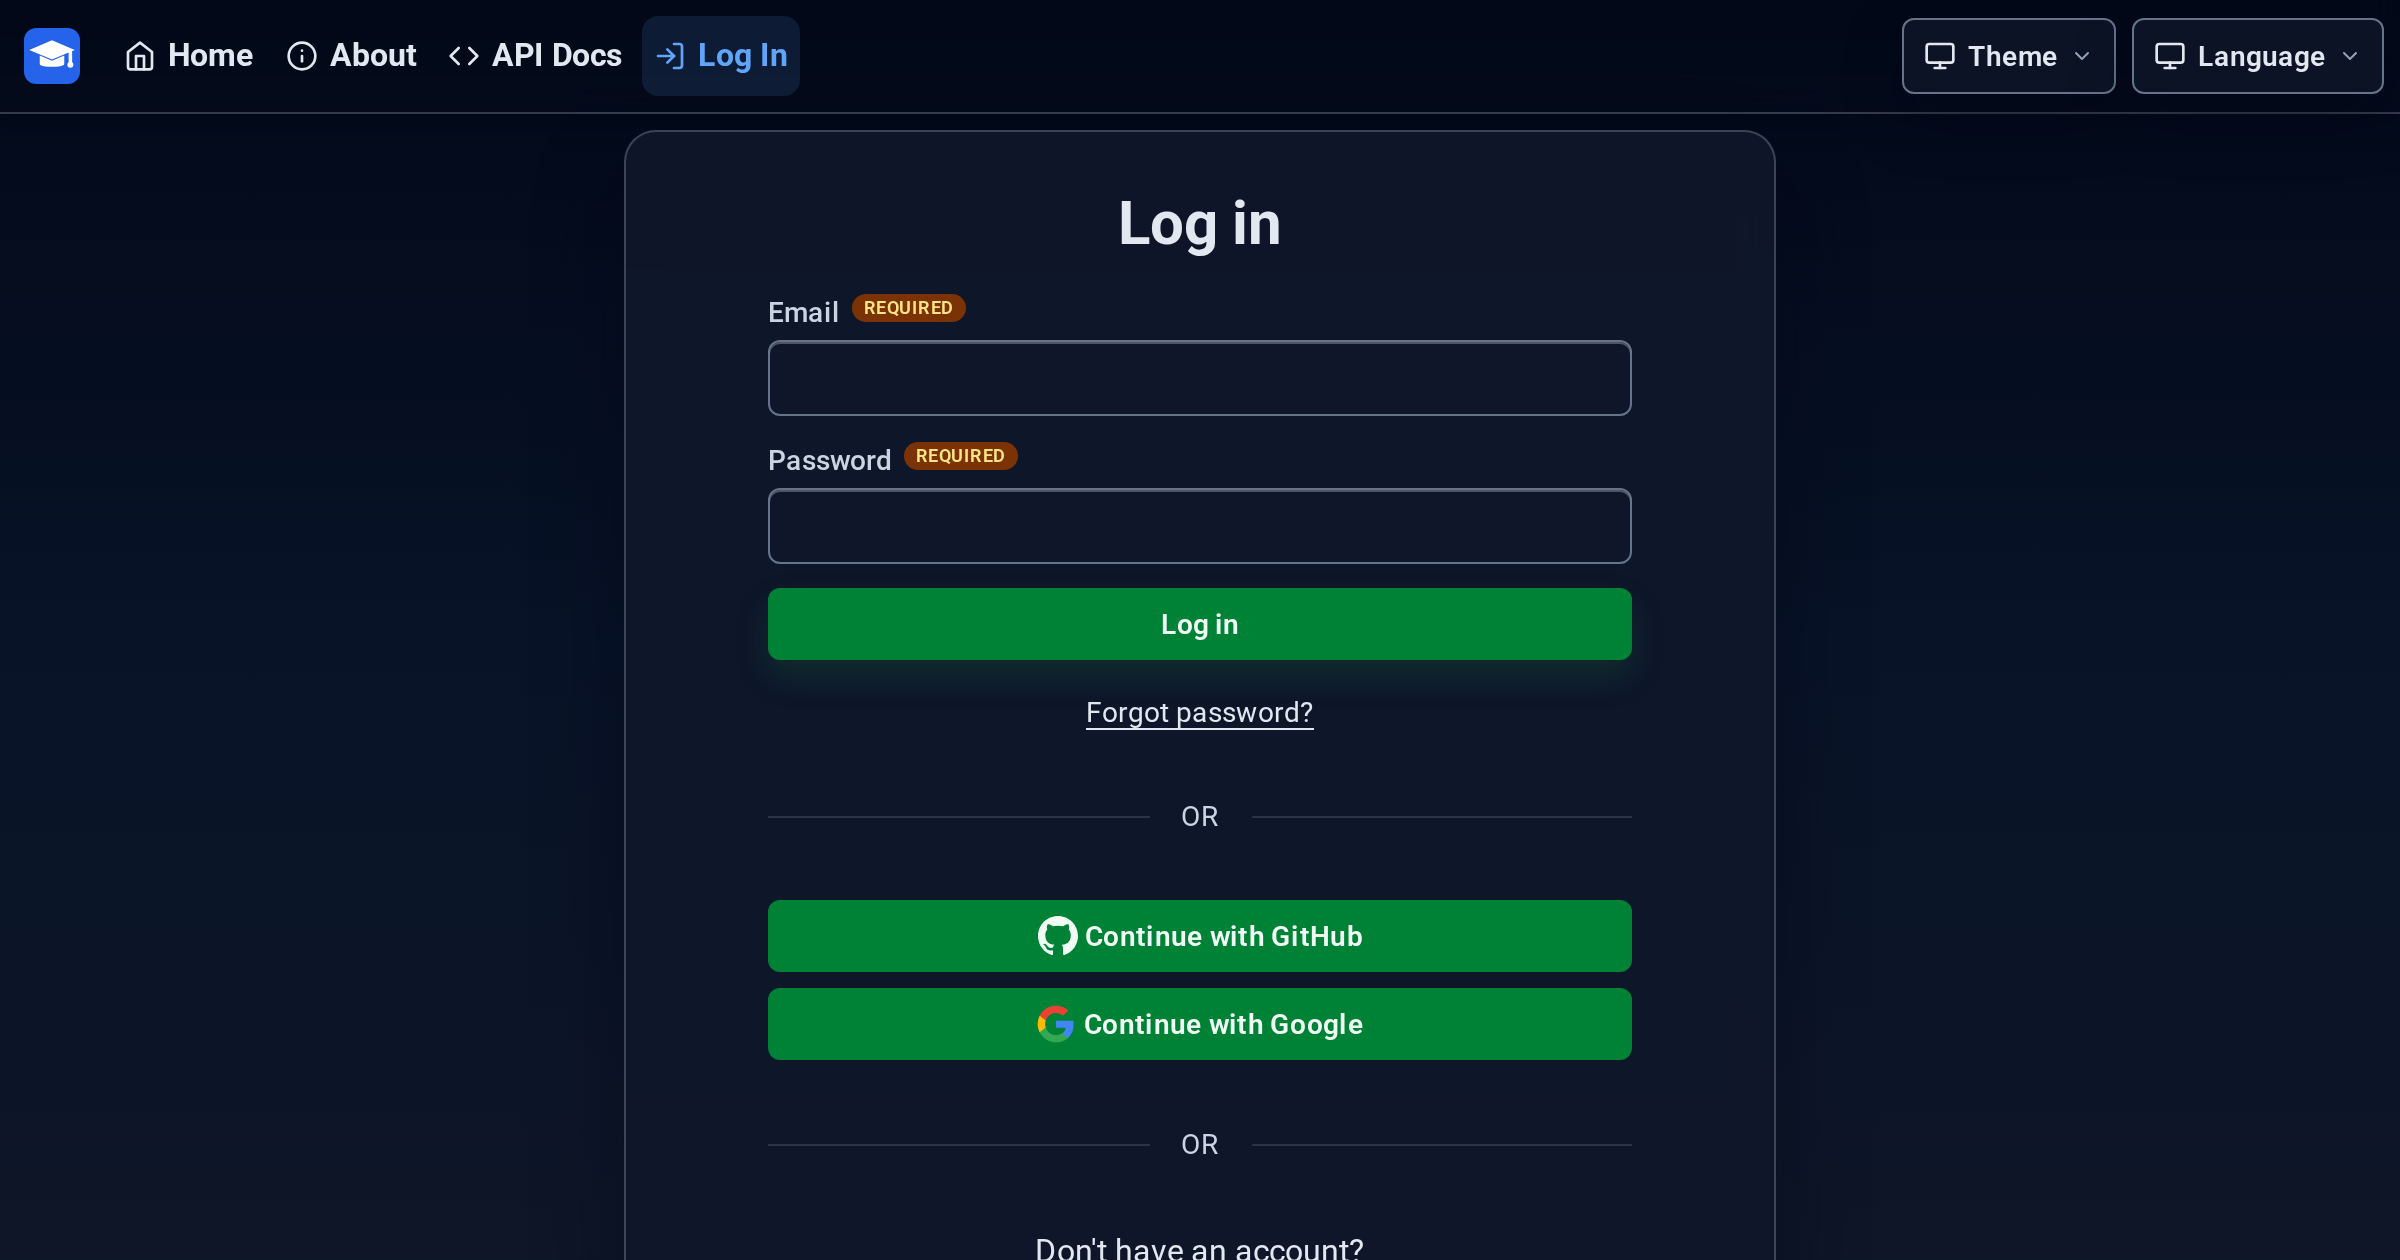 Home
About
API Docs
Log In
Theme
Language
Log in
Email REQUIRED
Password REQUIRED
Log in
Forgot password?
OR
Continue with GitHub
Continue with Google
OR
Don't have an account?